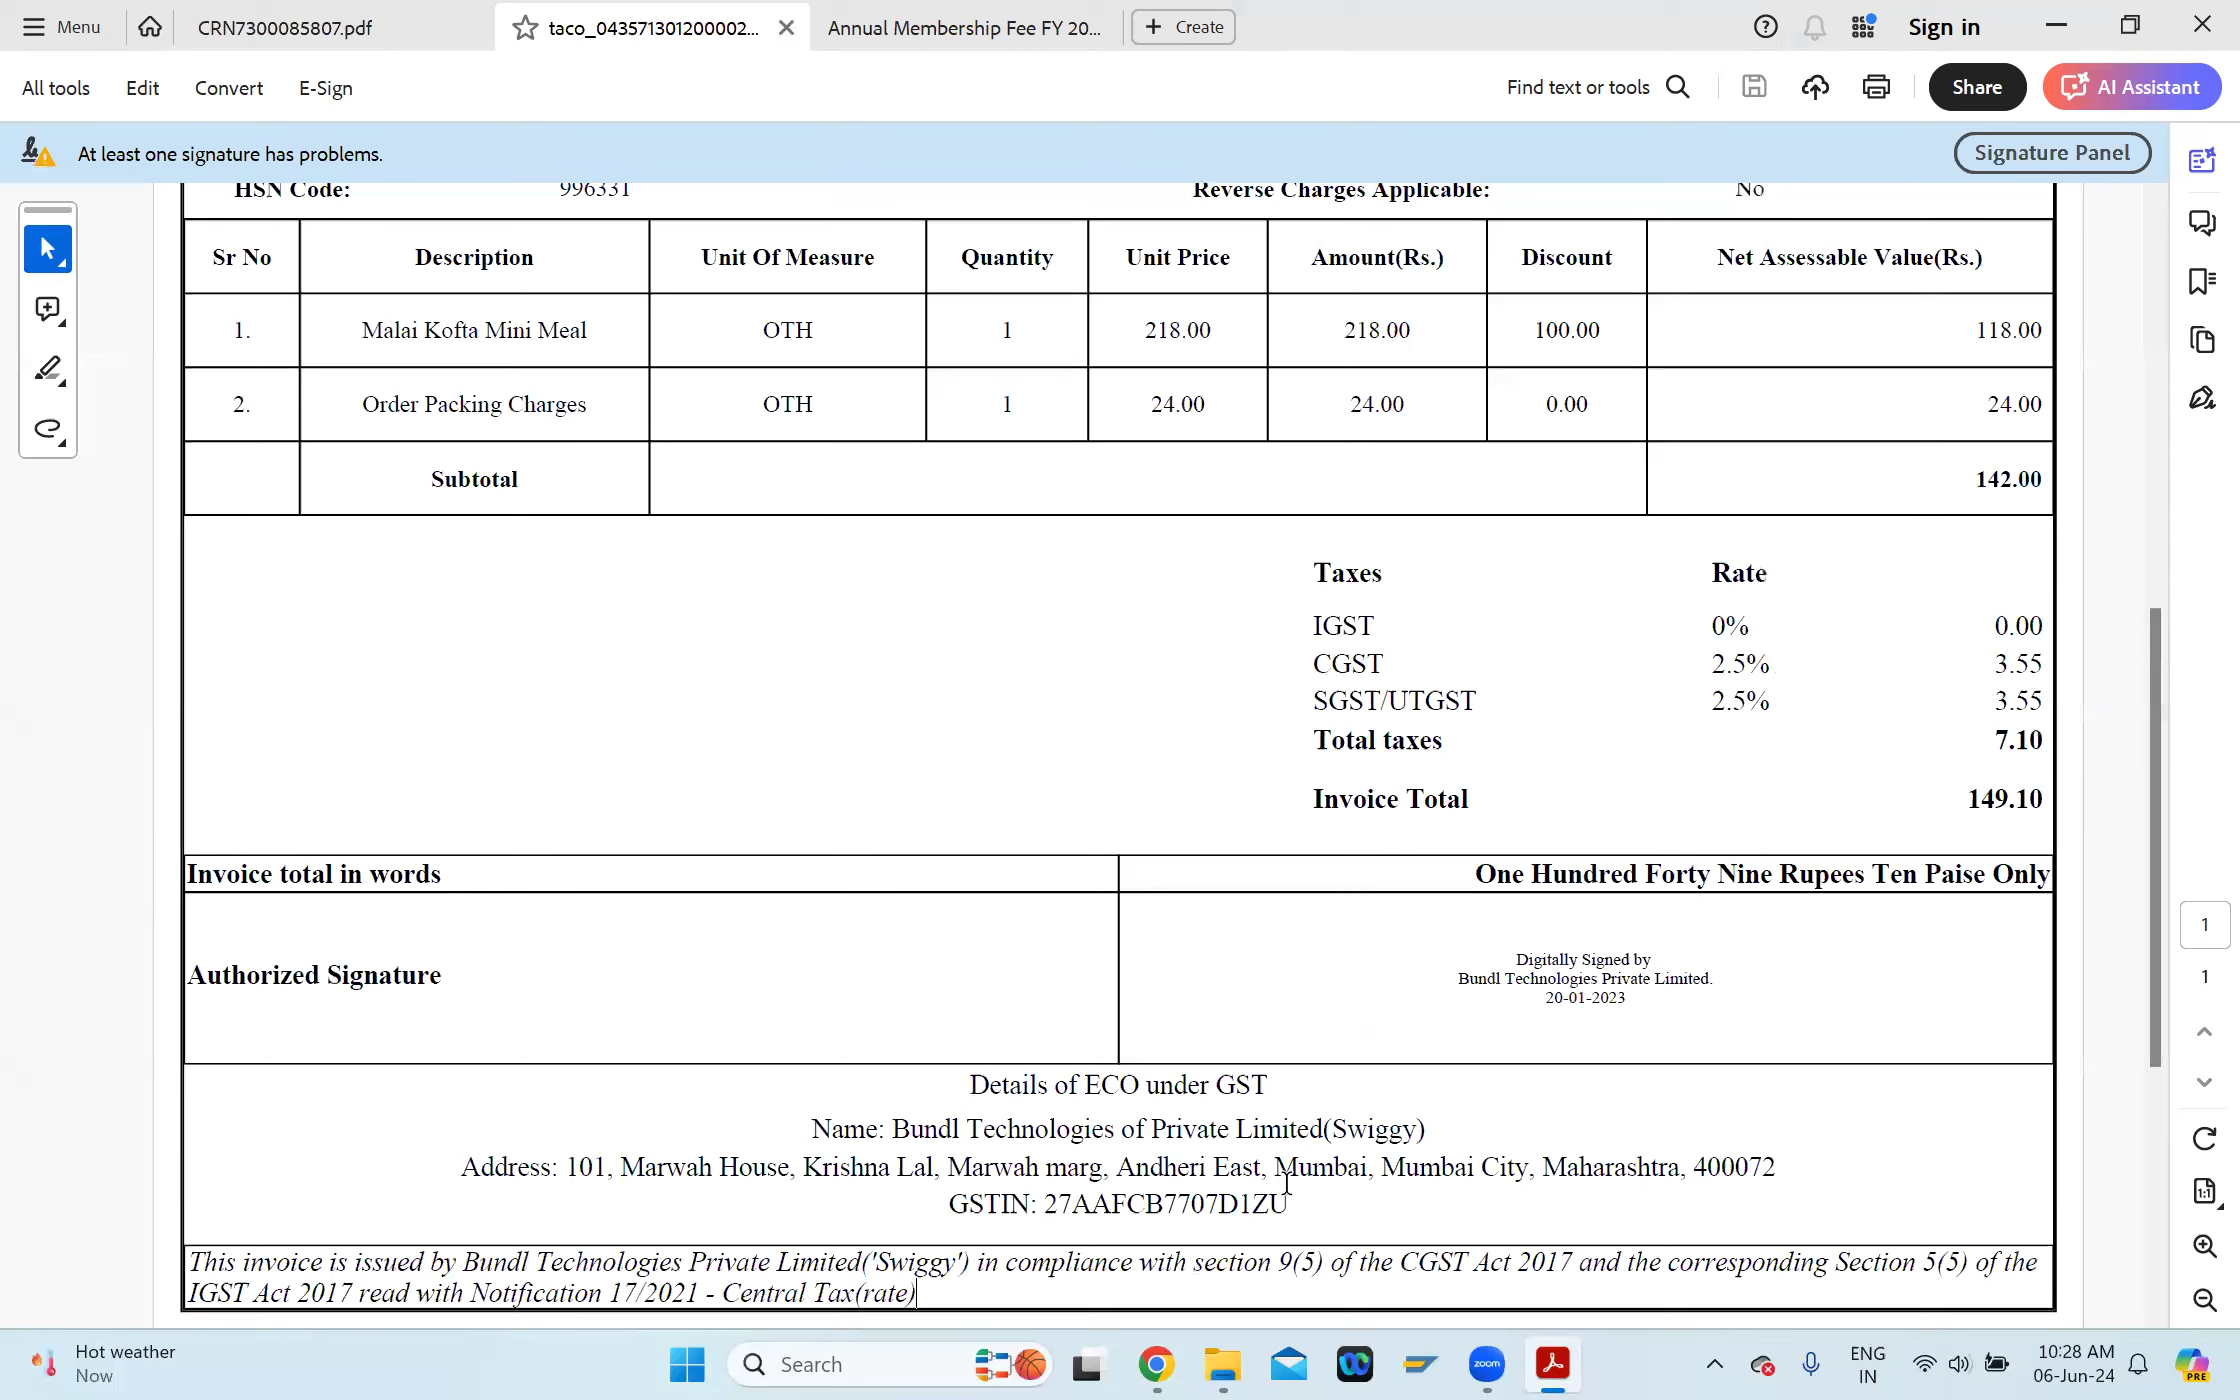 Menu
CRN7300085807.pdf
taco_043571301200002...
Annual Membership Fee FY 20...
Create
Sign in
All tools
Edit
Convert
E-Sign
Find text or tools
Share
AI Assistant
At least one signature has problems.
Signature Panel
HSN Code: 996331 Reverse Charges Applicable: No
Sr No Description Unit Of Measure Quantity Unit Price Amount(Rs.) Discount Net Assessable Value(Rs.)
1. Malai Kofta Mini Meal OTH 1 218.00 218.00 100.00 118.00
2. Order Packing Charges OTH 1 24.00 24.00 0.00 24.00
Subtotal 142.00
Taxes Rate
IGST 0% 0.00
CGST 2.5% 3.55
SGST/UTGST 2.5% 3.55
Total taxes 7.10
Invoice Total 149.10
Invoice total in words One Hundred Forty Nine Rupees Ten Paise Only
Authorized Signature
Digitally Signed by
Bundl Technologies Private Limited.
20-01-2023
Details of ECO under GST
Name: Bundl Technologies of Private Limited(Swiggy)
Address: 101, Marwah House, Krishna Lal, Marwah marg, Andheri East, Mumbai, Mumbai City, Maharashtra, 400072
GSTIN: 27AAFCB7707D1ZU
This invoice is issued by Bundl Technologies Private Limited('Swiggy') in compliance with section 9(5) of the CGST Act 2017 and the corresponding Section 5(5) of the
IGST Act 2017 read with Notification 17/2021 - Central Tax(rate)
1
1
1:1
Hot weather
Now
Search
zoom
ENG
IN
10:28 AM
06-Jun-24
PRE